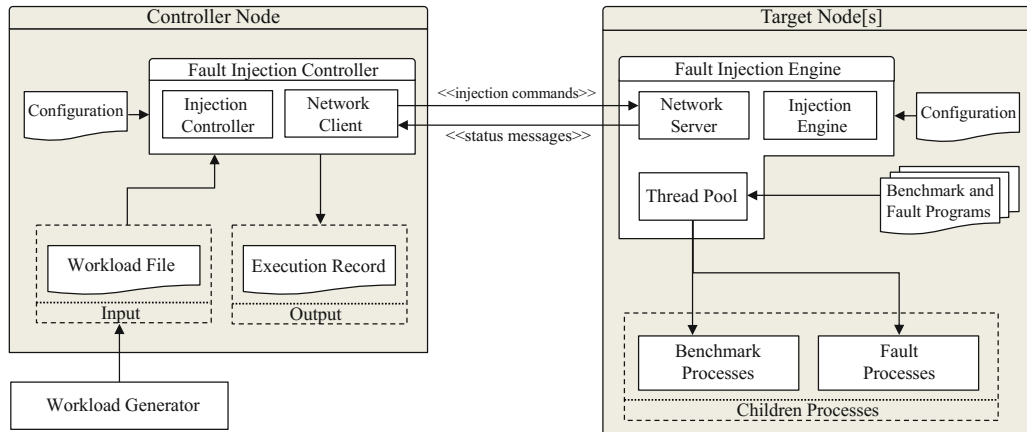 Controller Node
Fault Injection Controller
Configuration
Injection
Controller
Network
Client
Workload File
Input
Execution Record
Output
Workload Generator
<<injection commands>>
<<status messages>>
Target Node[s]
Fault Injection Engine
Network
Server
Injection
Engine
Configuration
Thread Pool
Benchmark and
Fault Programs
Benchmark
Processes
Fault
Processes
Children Processes